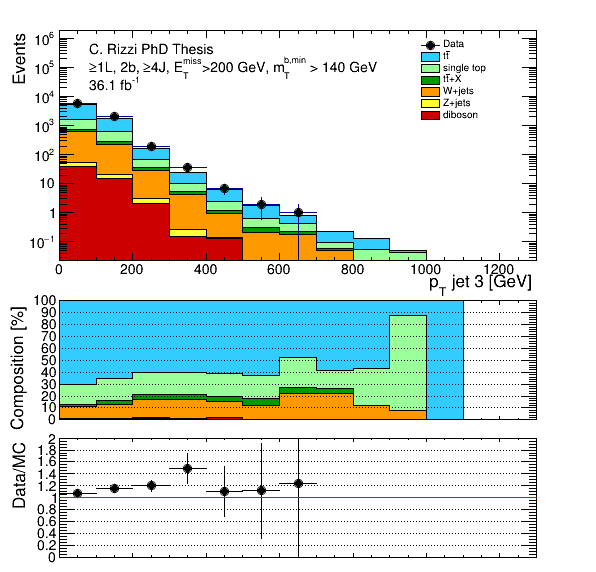 Events
10⁶
10⁴
10³
10²
10
1
10⁻¹
C. Rizzi PhD Thesis
≥1L, 2b, ≥4J, E_T^miss>200 GeV, m_T^b,min > 140 GeV
36.1 fb⁻¹
Data
tt̄
single top
tt̄+X
W+jets
Z+jets
diboson
0 200 400 600 800 1000 1200
p_T jet 3 [GeV]
Composition [%]
100
90
80
70
60
50
40
30
20
10
0
Data/MC
2
1.8
1.6
1.4
1.2
1
0.8
0.6
0.4
0.2
0